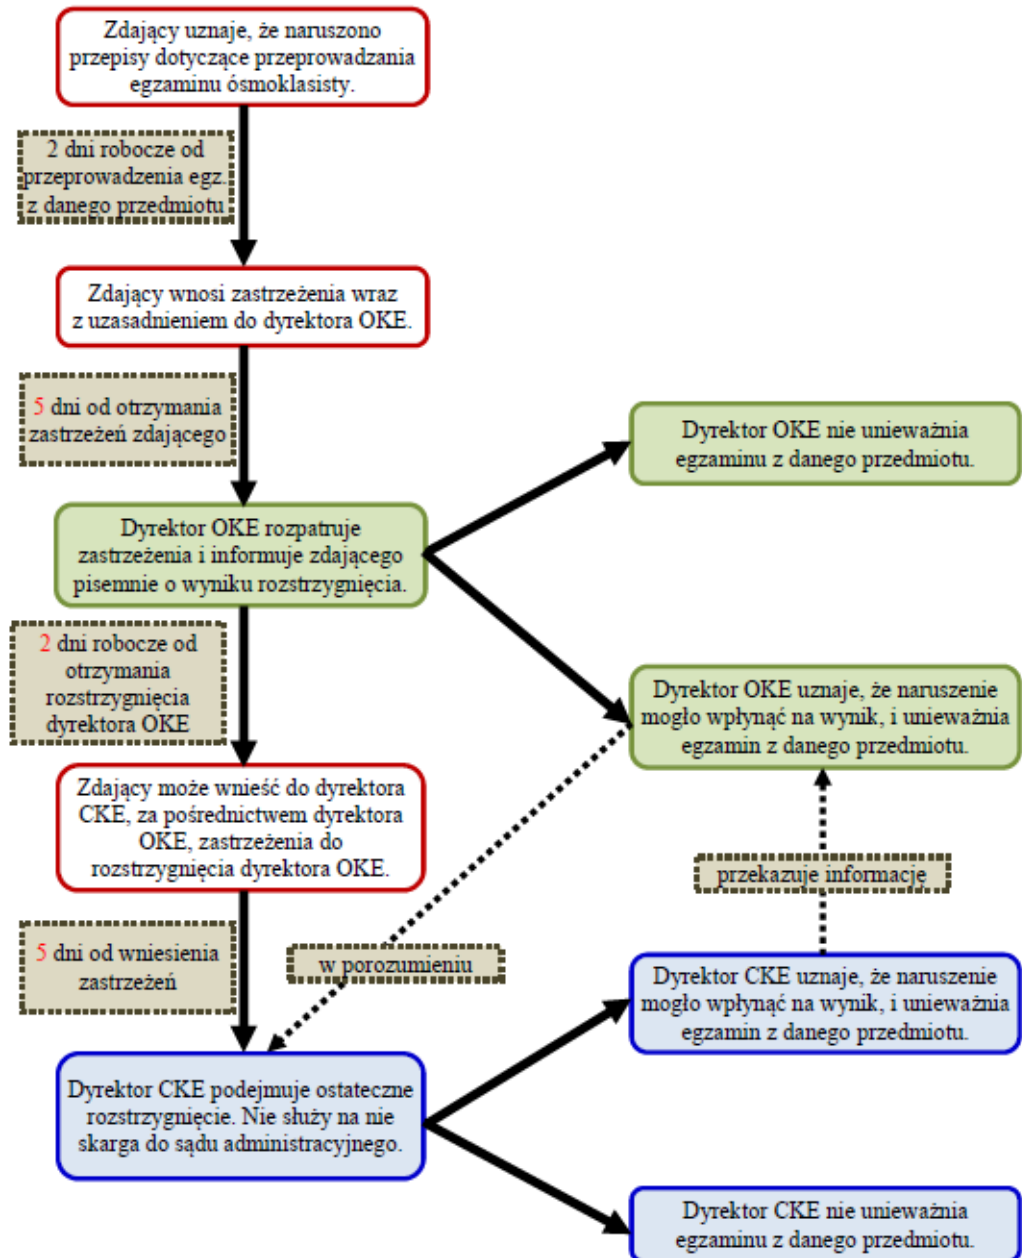 Zdający uznaje, że naruszono
przepisy dotyczące przeprowadzania
egzaminu ósmoklasisty.
2 dni robocze od
przeprowadzenia egz.
z danego przedmiotu
Zdający wnosi zastrzeżenia wraz
z uzasadnieniem do dyrektora OKE.
5 dni od otrzymania
zastrzeżeń zdającego
Dyrektor OKE nie unieważnia
egzaminu z danego przedmiotu.
Dyrektor OKE rozpatruje
zastrzeżenia i informuje zdającego
pisemnie o wyniku rozstrzygnięcia.
2 dni robocze od
otrzymania
rozstrzygnięcia
dyrektora OKE
Dyrektor OKE uznaje, że naruszenie
mogło wpłynąć na wynik, i unieważnia
egzamin z danego przedmiotu.
Zdający może wnieść do dyrektora
CKE, za pośrednictwem dyrektora
OKE, zastrzeżenia do
rozstrzygnięcia dyrektora OKE.
przekazuje informację
5 dni od wniesienia
zastrzeżeń
w porozumieniu
Dyrektor CKE uznaje, że naruszenie
mogło wpłynąć na wynik, i unieważnia
egzamin z danego przedmiotu.
Dyrektor CKE podejmuje ostateczne
rozstrzygnięcie. Nie służy na nie
skarga do sądu administracyjnego.
Dyrektor CKE nie unieważnia
egzaminu z danego przedmiotu.